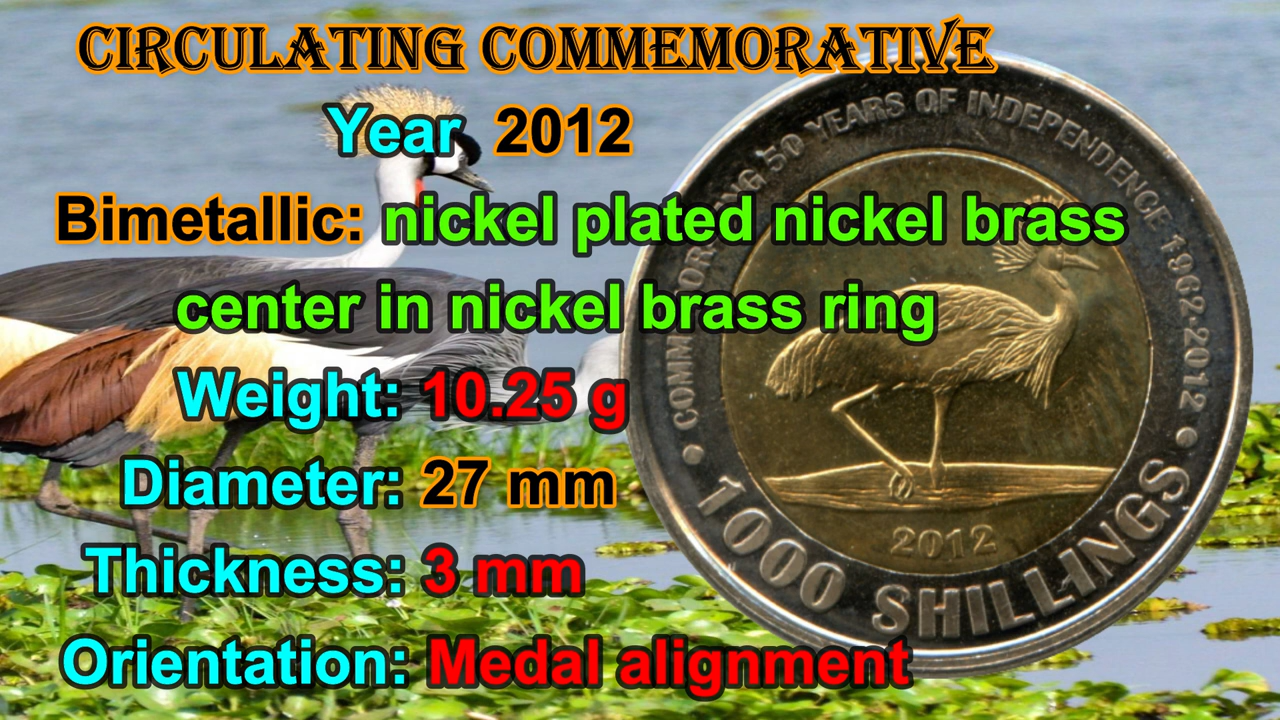 CIRCULATING COMMEMORATIVE
Year 2012
Bimetallic: nickel plated nickel brass
center in nickel brass ring
Weight: 10.25 g
Diameter: 27 mm
Thickness: 3 mm
Orientation: Medal alignment
COMMEMORATING 50 YEARS OF INDEPENDENCE 1962-2012
2012
1000 SHILLINGS